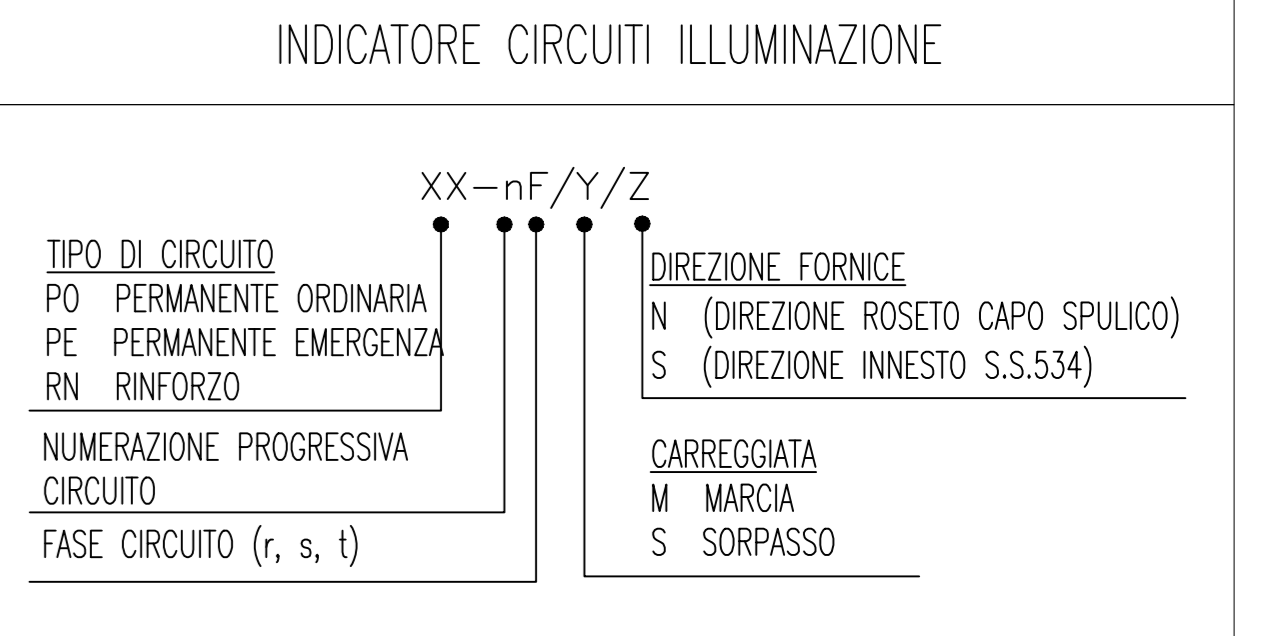 INDICATORE CIRCUITI ILLUMINAZIONE
XX-nF/Y/Z
TIPO DI CIRCUITO
PO PERMANENTE ORDINARIA
PE PERMANENTE EMERGENZA
RN RINFORZO
NUMERAZIONE PROGRESSIVA
CIRCUITO
FASE CIRCUITO (r, s, t)
DIREZIONE FORNICE
N (DIREZIONE ROSETO CAPO SPULICO)
S (DIREZIONE INNESTO S.S.534)
CARREGGIATA
M MARCIA
S SORPASSO